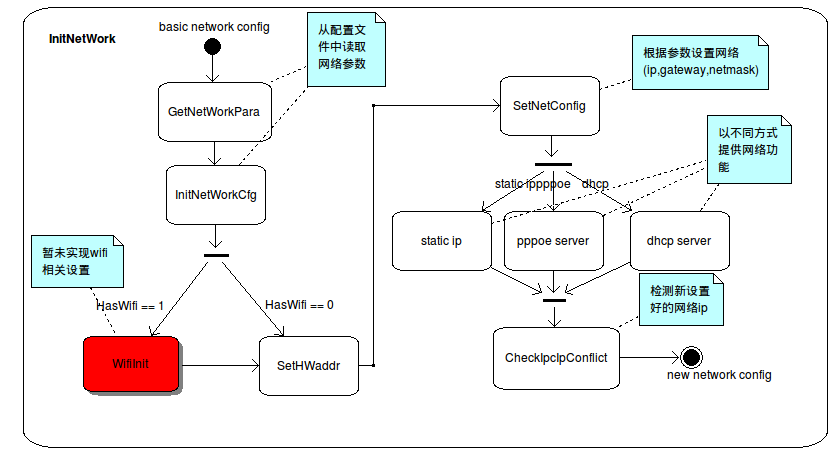 InitNetWork
basic network config
从配置文
件中读取
网络参数
GetNetWorkPara
InitNetWorkCfg
暂未实现wifi
相关设置
HasWifi == 1
HasWifi == 0
WifiInit
SetHWaddr
根据参数设置网络
(ip,gateway,netmask)
SetNetConfig
以不同方式
提供网络功
能
static ip
pppoe
dhcp
static ip
pppoe server
dhcp server
检测新设置
好的网络ip
CheckIpcIpConflict
new network config